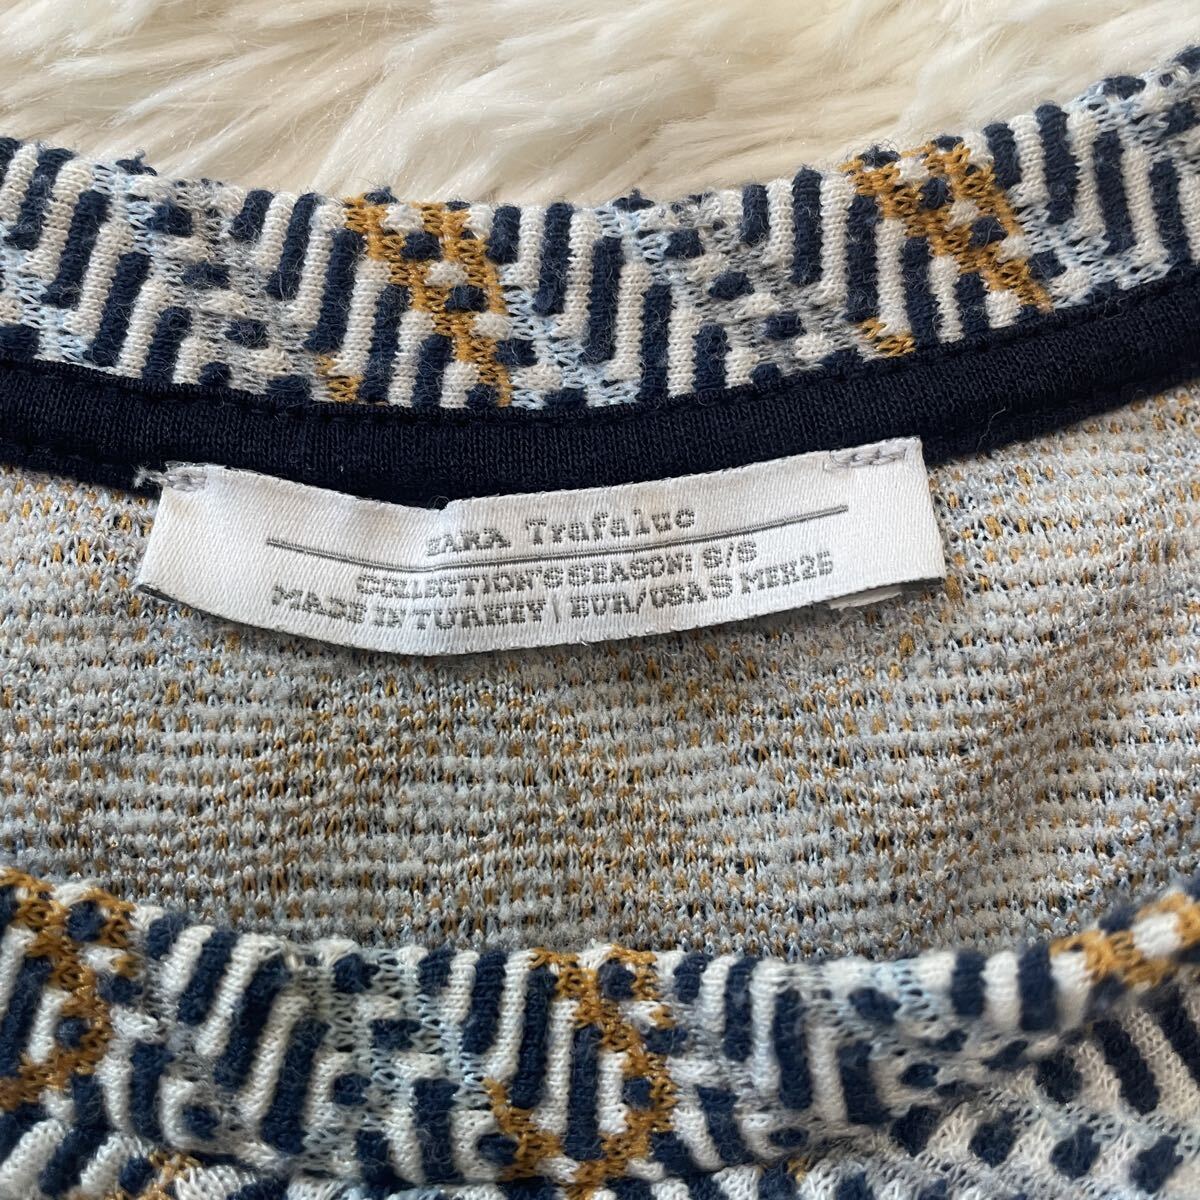 ZARA Trafaluc
COLLECTION'S SEASON: S/S
MADE IN TURKEY | EUR/USA S MEX 26